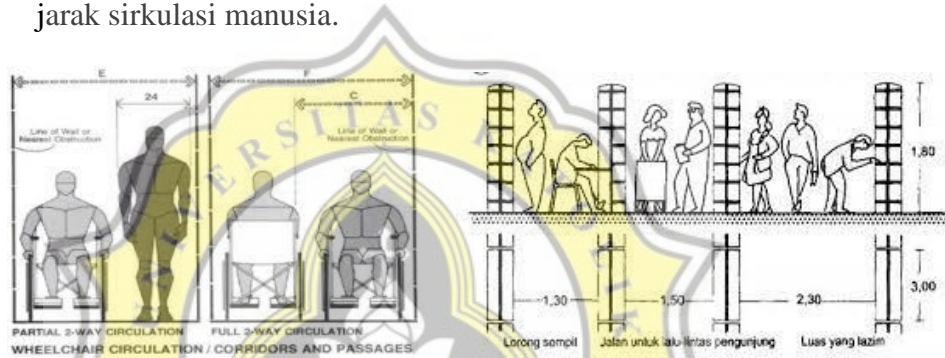 jarak sirkulasi manusia.
E
F
24
C
Line of Wall or
Nearest Obstruction
Line of Wall or
Nearest Obstruction
PARTIAL 2-WAY CIRCULATION
FULL 2-WAY CIRCULATION
WHEELCHAIR CIRCULATION / CORRIDORS AND PASSAGES
1,80
3,00
1,30
1,50
2,30
Lorong sempit
Jalan untuk lalu-lintas pengunjung
Luas yang lazim